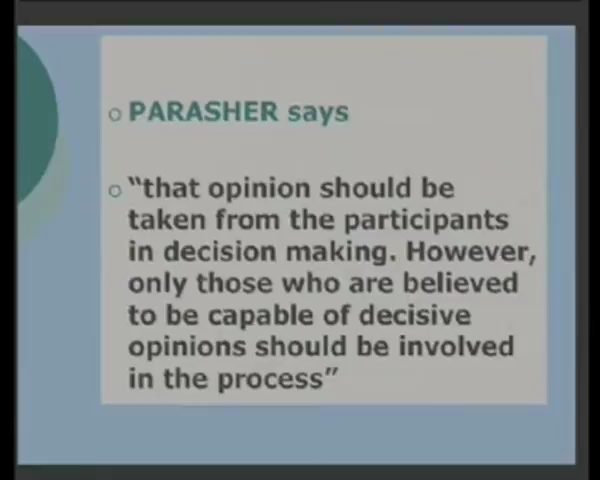 PARASHER says
"that opinion should be
taken from the participants
in decision making. However,
only those who are believed
to be capable of decisive
opinions should be involved
in the process"